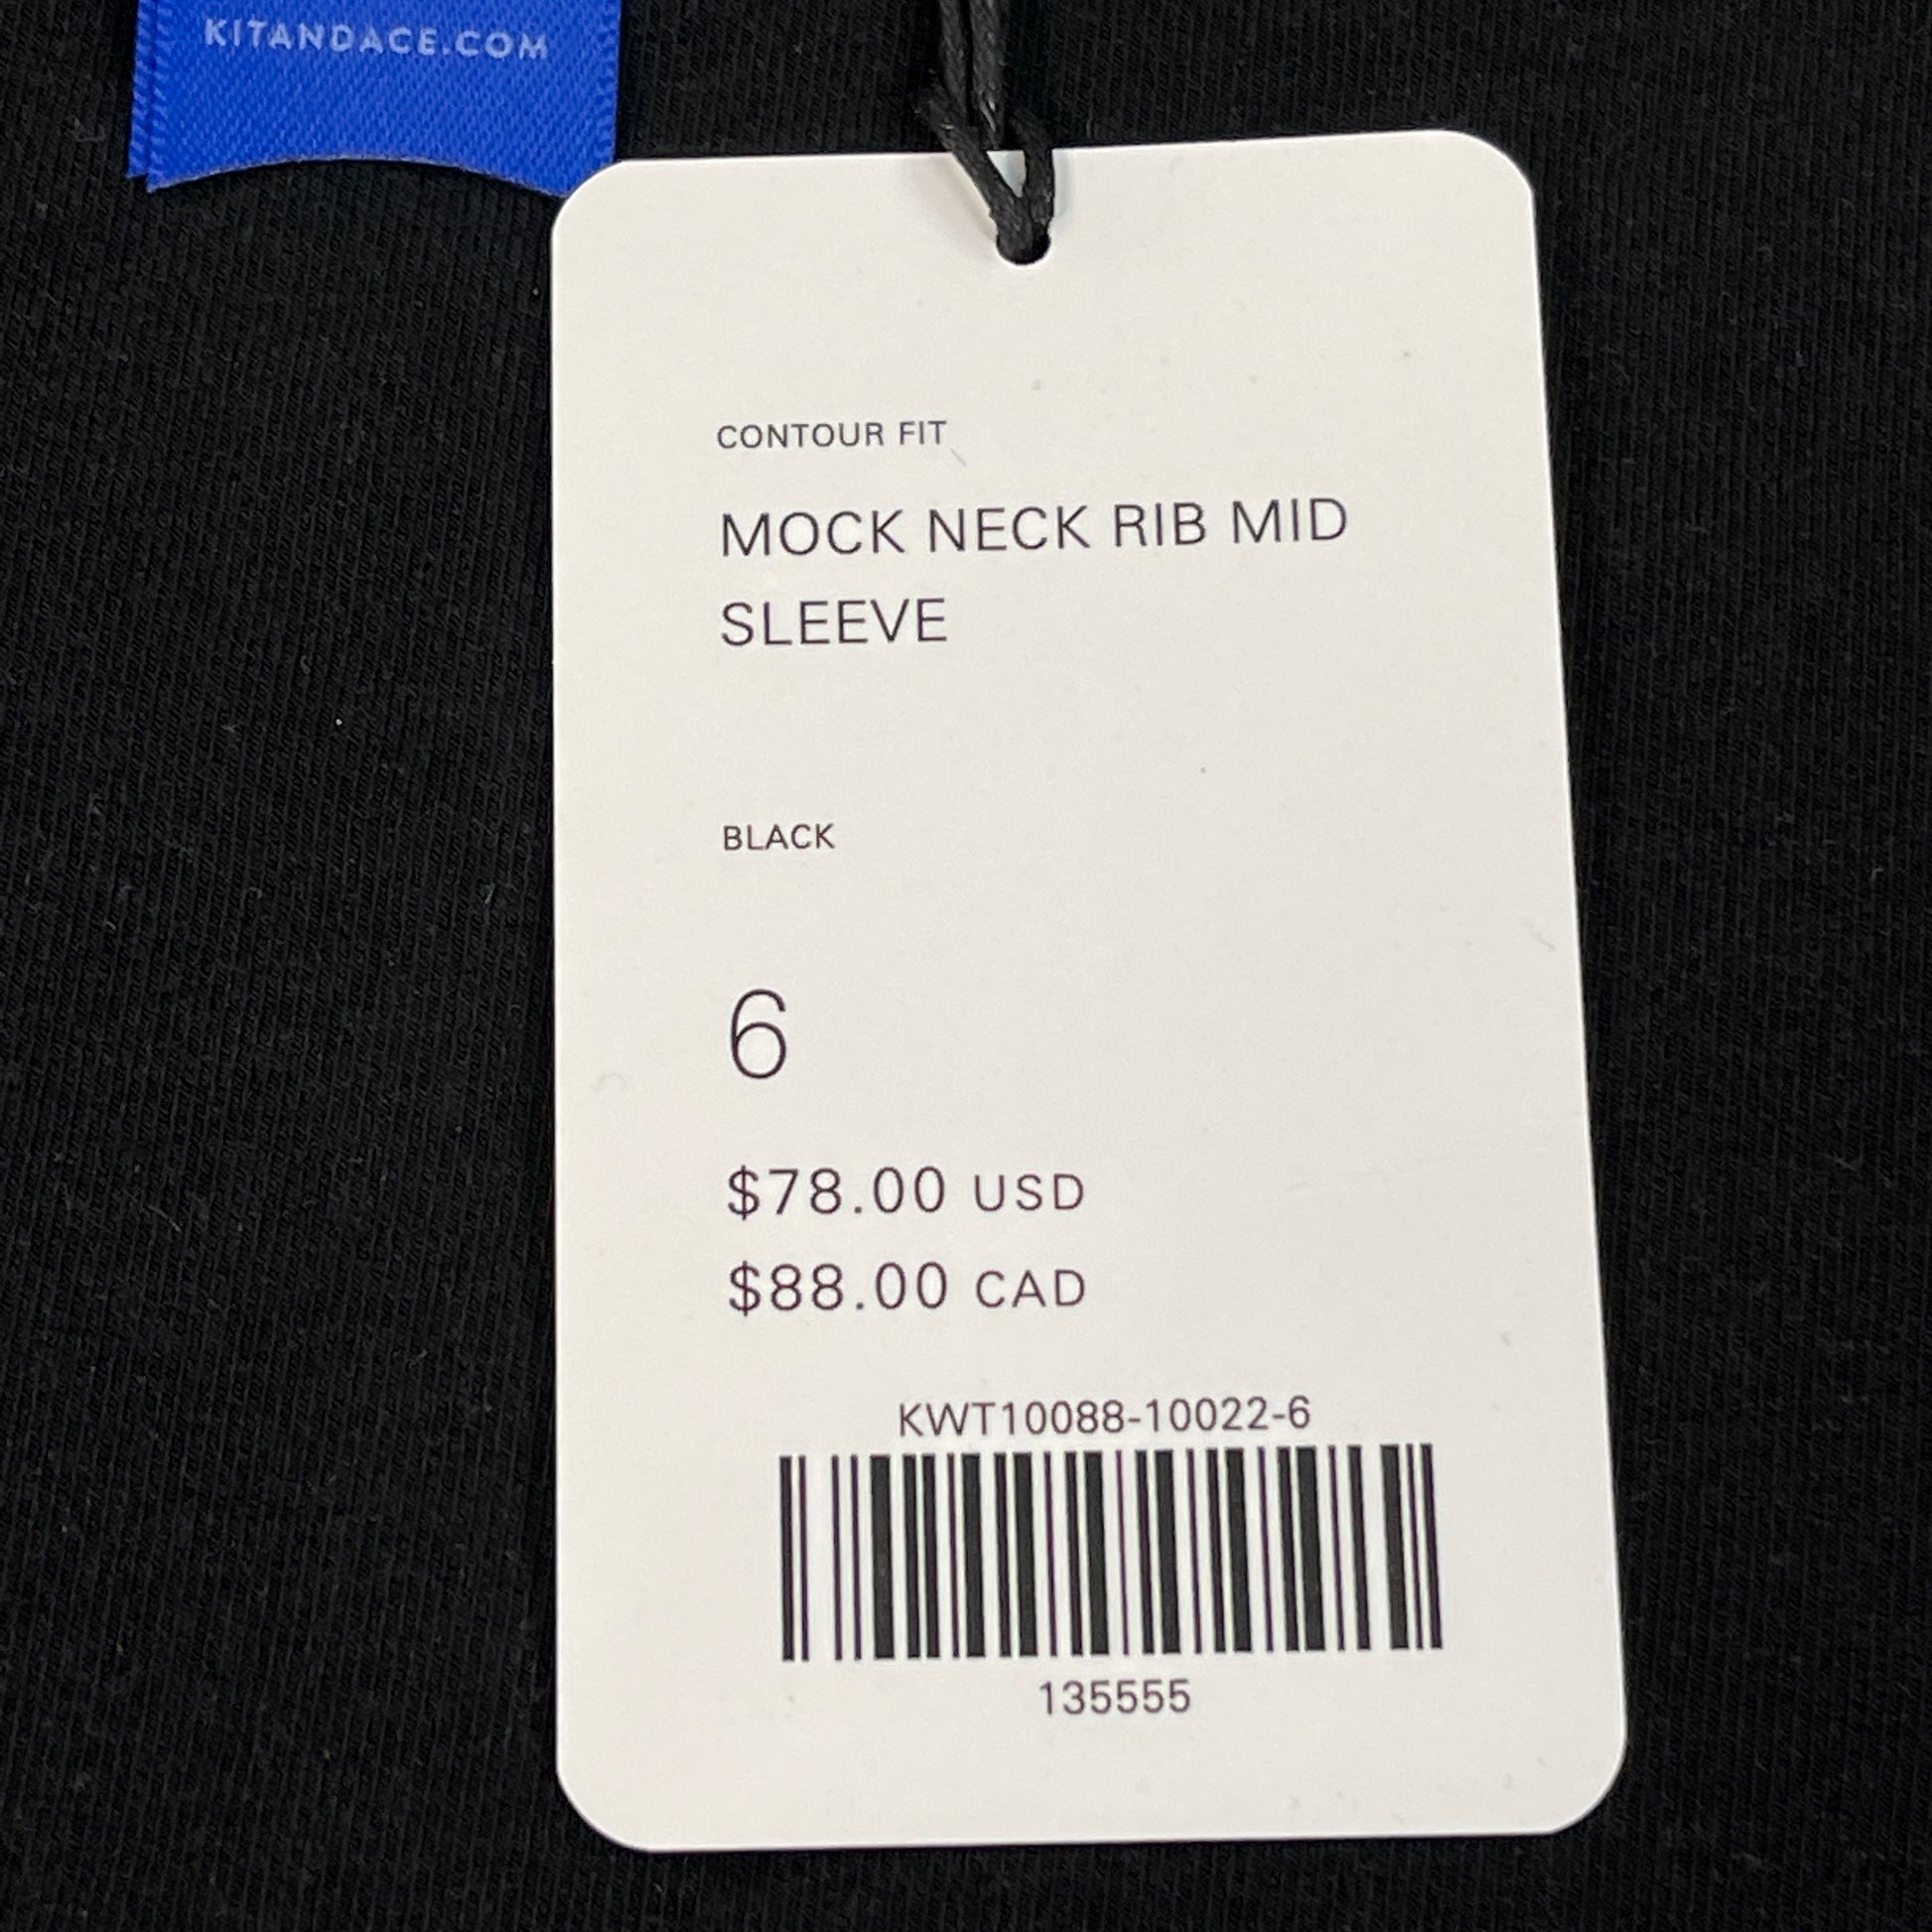 KITANDACE.COM
CONTOUR FIT
MOCK NECK RIB MID
SLEEVE
BLACK
6
$78.00 USD
$88.00 CAD
KWT10088-10022-6
135555